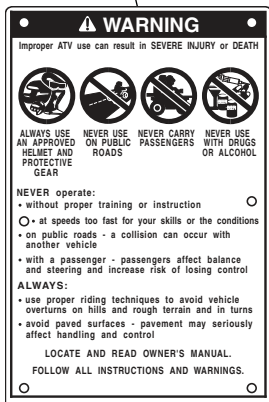 WARNING
Improper ATV use can result in SEVERE INJURY or DEATH
ALWAYS USE
AN APPROVED
HELMET AND
PROTECTIVE
GEAR
NEVER USE
ON PUBLIC
ROADS
NEVER CARRY
PASSENGERS
NEVER USE
WITH DRUGS
OR ALCOHOL
NEVER operate:
• without proper training or instruction
• at speeds too fast for your skills or the conditions
• on public roads - a collision can occur with
another vehicle
• with a passenger - passengers affect balance
and steering and increase risk of losing control
ALWAYS:
• use proper riding techniques to avoid vehicle
overturns on hills and rough terrain and in turns
• avoid paved surfaces - pavement may seriously
affect handling and control
LOCATE AND READ OWNER'S MANUAL.
FOLLOW ALL INSTRUCTIONS AND WARNINGS.